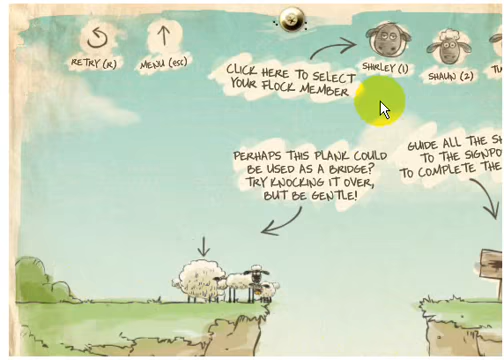 RETRY (R)
MENU (esc)
SHIRLEY (1)
SHAUN (2)
CLICK HERE TO SELECT
YOUR FLOCK MEMBER
PERHAPS THIS PLANK COULD
BE USED AS A BRIDGE?
TRY KNOCKING IT OVER,
BUT BE GENTLE!
GUIDE ALL THE
TO THE
TO COMPLETE THE